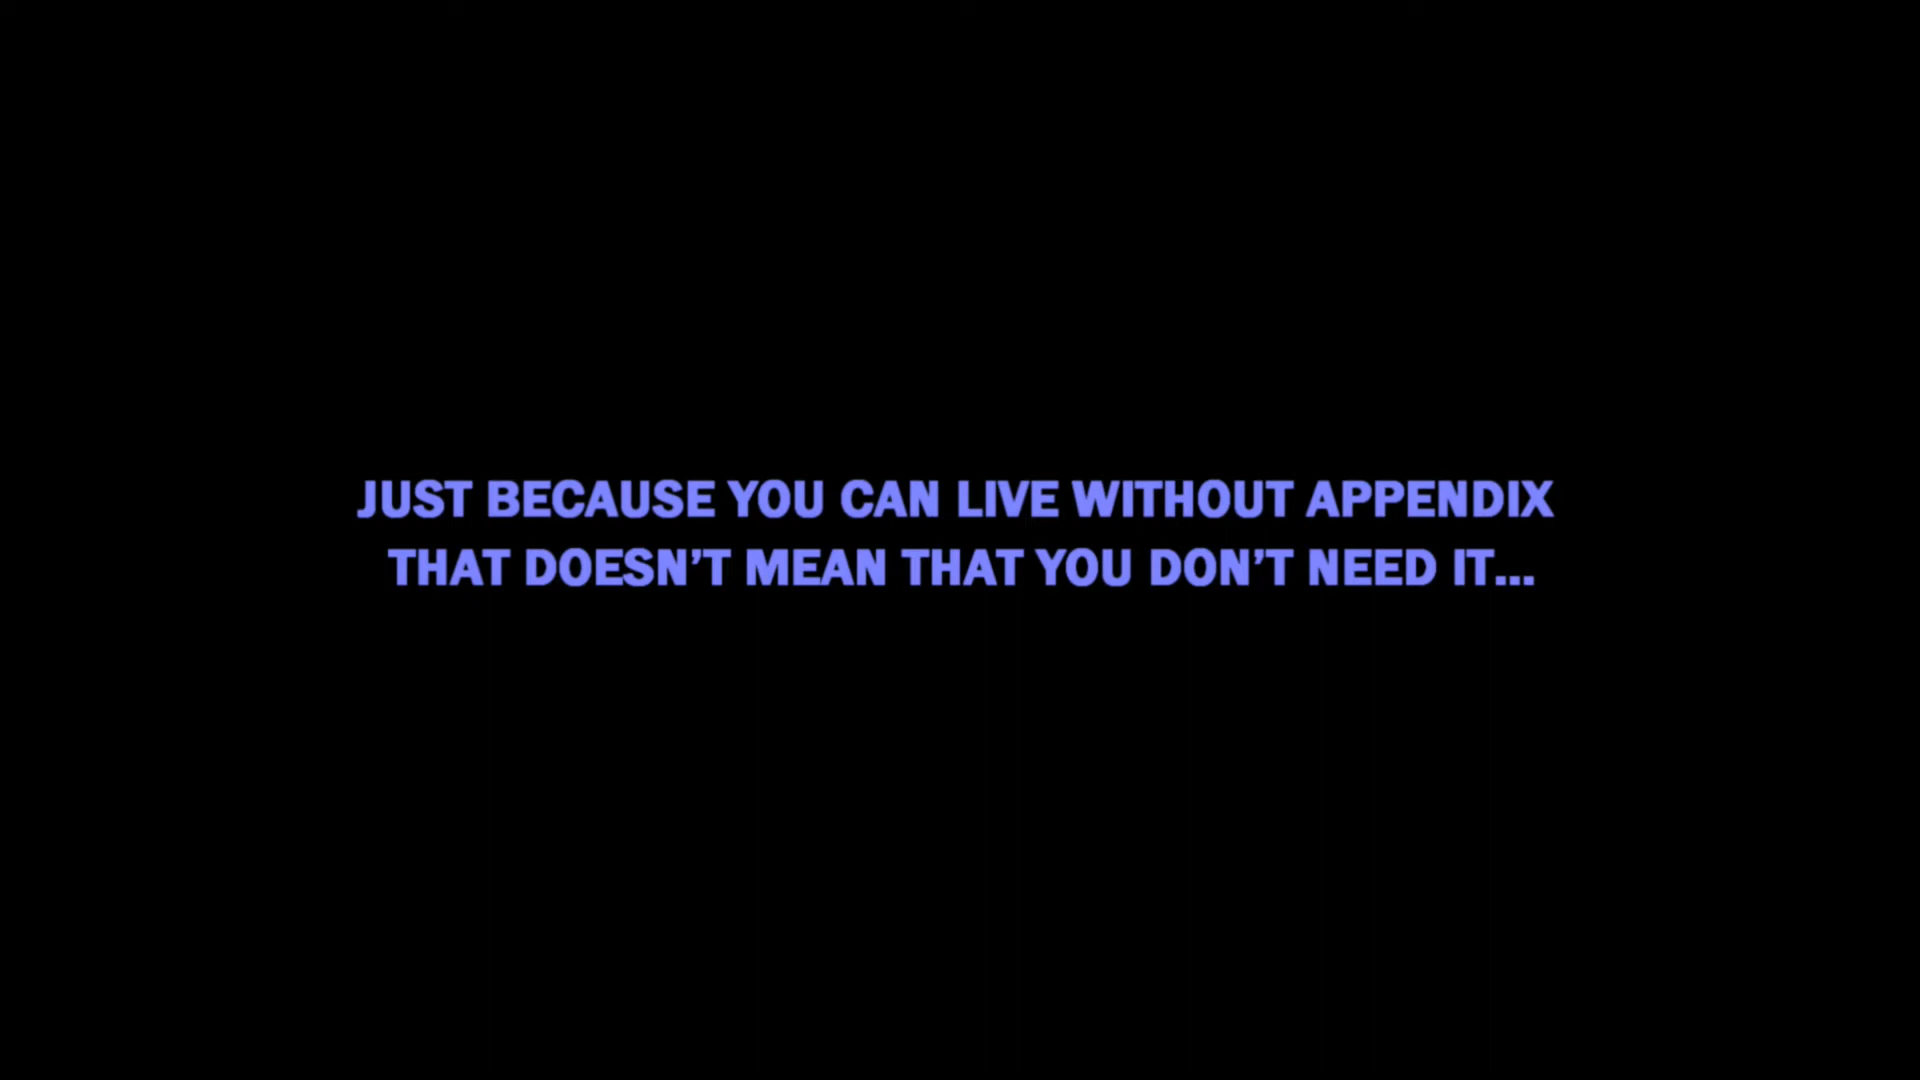 JUST BECAUSE YOU CAN LIVE WITHOUT APPENDIX
THAT DOESN’T MEAN THAT YOU DON’T NEED IT...